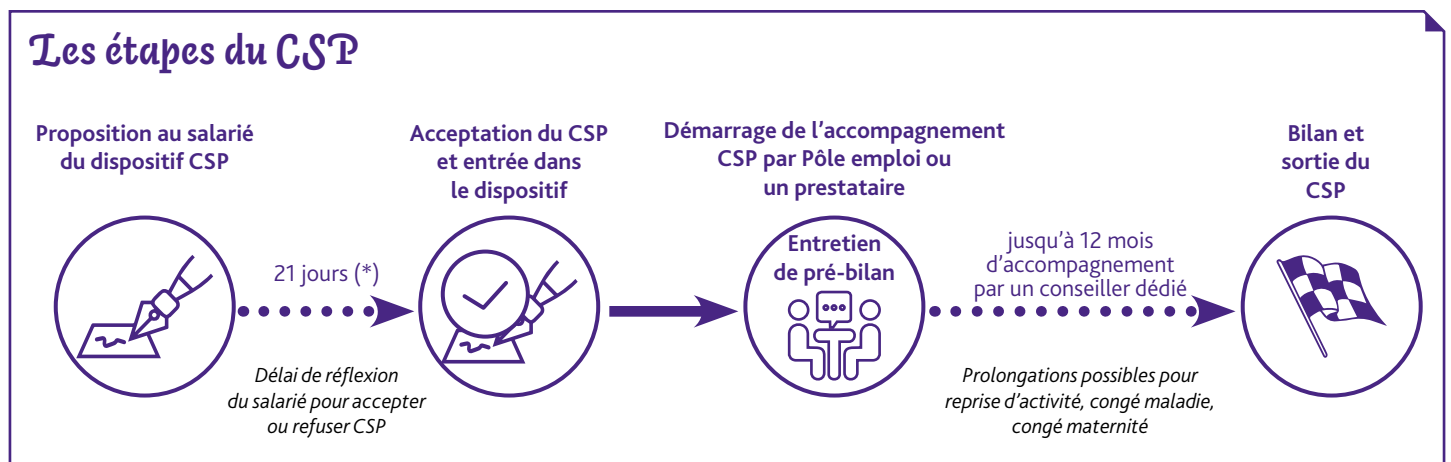 Les étapes du CSP
Proposition au salarié
du dispositif CSP
21 jours (*)
Délai de réflexion
du salarié pour accepter
ou refuser CSP
Acceptation du CSP
et entrée dans
le dispositif
Démarrage de l'accompagnement
CSP par Pôle emploi ou
un prestataire
Entretien
de pré-bilan
jusqu'à 12 mois
d'accompagnement
par un conseiller dédié
Prolongations possibles pour
reprise d'activité, congé maladie,
congé maternité
Bilan et
sortie du
CSP